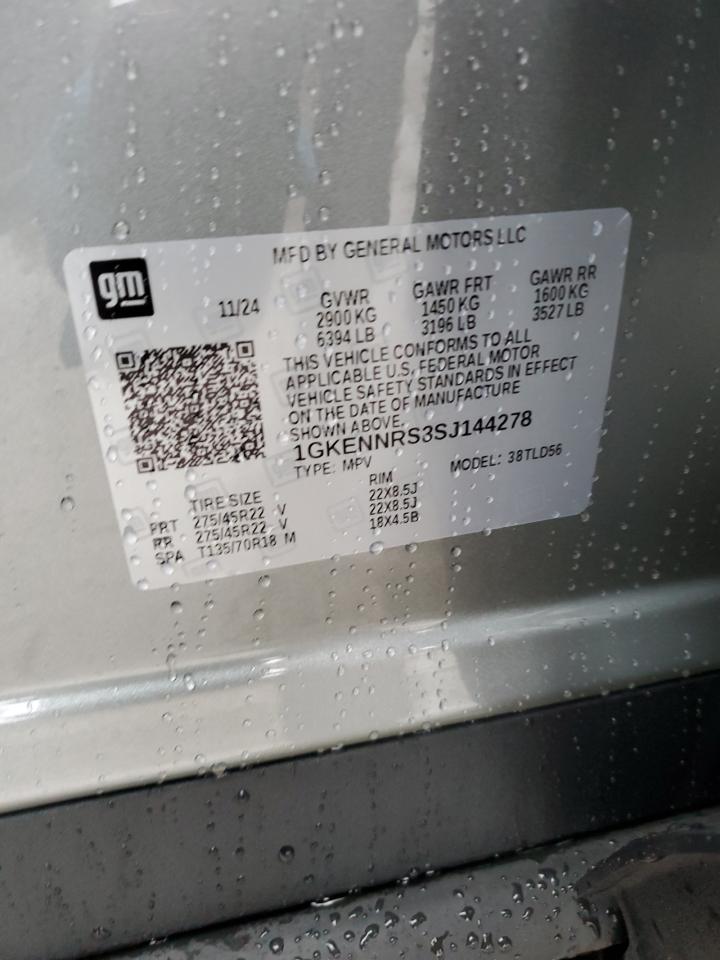 gm
MFD BY GENERAL MOTORS LLC
11/24
GVWR GAWR FRT GAWR RR
2900 KG 1450 KG 1600 KG
6394 LB 3196 LB 3527 LB
THIS VEHICLE CONFORMS TO ALL
APPLICABLE U.S. FEDERAL MOTOR
VEHICLE SAFETY STANDARDS IN EFFECT
ON THE DATE OF MANUFACTURE
SHOWN ABOVE.
1GKENNRS3SJ144278
TYPE: MPV MODEL: 38TLD56
TIRE SIZE RIM
FRT 275/45R22 V 22X8.5J
RR 275/45R22 V 22X8.5J
SPA T135/70R18 M 18X4.5B